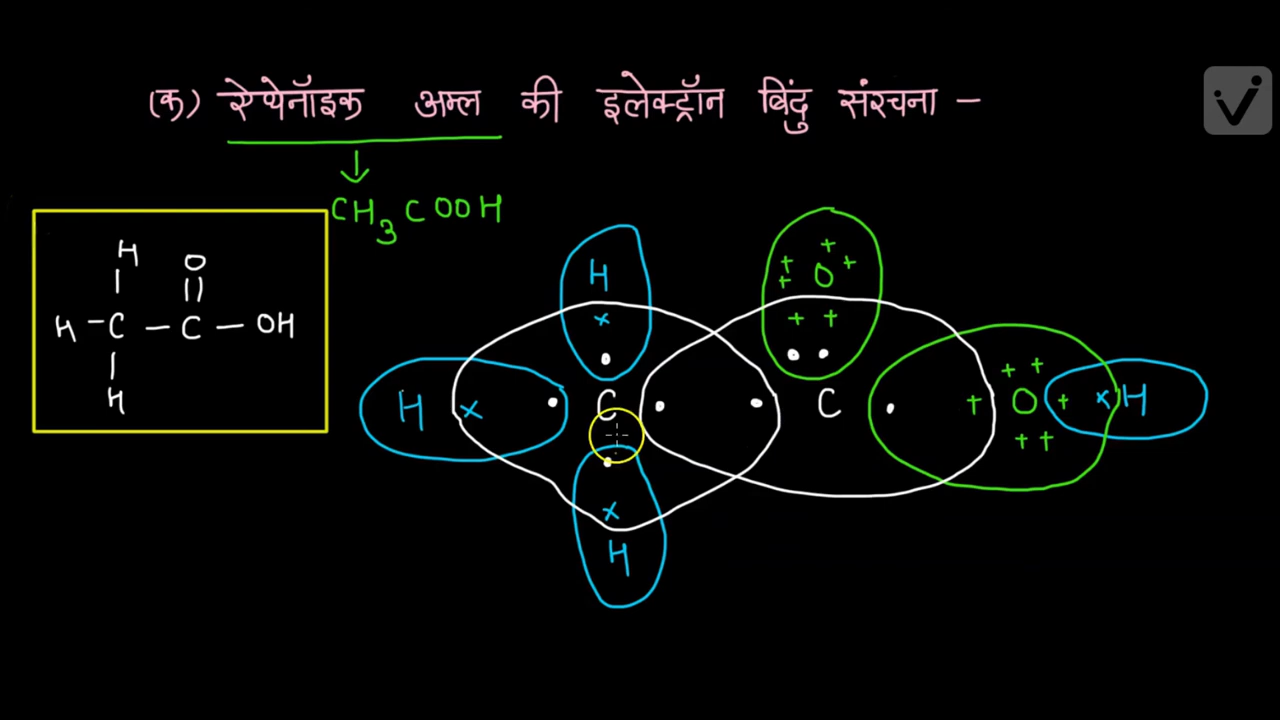 (क) एथेनॉइक अम्ल की इलेक्ट्रॉन बिंदु संरचना –
CH3COOH
H O
H – C – C – OH
H
H
O
H C C O H
H